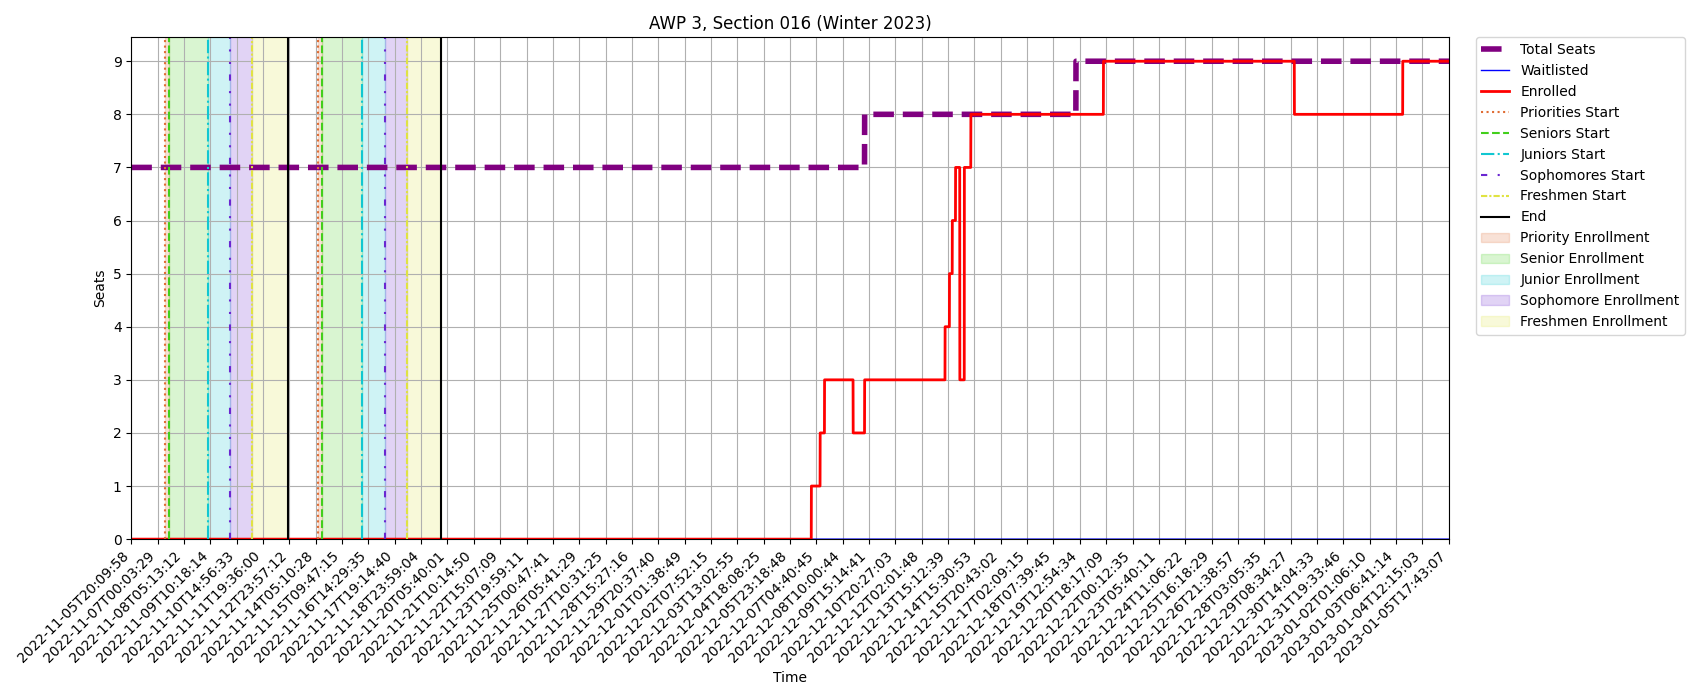 AWP 3, Section 016 (Winter 2023)
Seats
9
8
7
6
5
4
3
2
1
0
2022-11-05T20:09:58
2022-11-07T00:03:29
2022-11-08T05:13:12
2022-11-09T10:18:14
2022-11-10T14:56:33
2022-11-11T19:36:00
2022-11-12T23:57:12
2022-11-14T05:10:28
2022-11-15T09:47:15
2022-11-16T14:29:35
2022-11-17T19:14:40
2022-11-18T23:59:04
2022-11-20T05:40:01
2022-11-21T10:14:50
2022-11-22T15:07:09
2022-11-23T19:59:11
2022-11-25T00:47:41
2022-11-26T05:41:29
2022-11-27T10:31:25
2022-11-28T15:27:16
2022-11-29T20:37:40
2022-12-01T01:38:49
2022-12-02T07:52:15
2022-12-03T13:02:55
2022-12-04T18:08:25
2022-12-05T23:18:48
2022-12-07T04:40:45
2022-12-08T10:00:44
2022-12-09T15:14:41
2022-12-10T20:27:03
2022-12-12T02:01:48
2022-12-13T15:12:39
2022-12-14T15:30:53
2022-12-15T20:43:02
2022-12-17T02:09:15
2022-12-18T07:39:45
2022-12-19T12:54:34
2022-12-20T18:17:09
2022-12-22T00:12:35
2022-12-23T05:40:11
2022-12-24T11:06:22
2022-12-25T16:18:29
2022-12-26T21:38:57
2022-12-28T03:05:35
2022-12-29T08:34:27
2022-12-30T14:04:33
2022-12-31T19:33:46
2023-01-02T01:06:10
2023-01-03T06:41:14
2023-01-04T12:15:03
2023-01-05T17:43:07
Time
Total Seats
Waitlisted
Enrolled
Priorities Start
Seniors Start
Juniors Start
Sophomores Start
Freshmen Start
End
Priority Enrollment
Senior Enrollment
Junior Enrollment
Sophomore Enrollment
Freshmen Enrollment